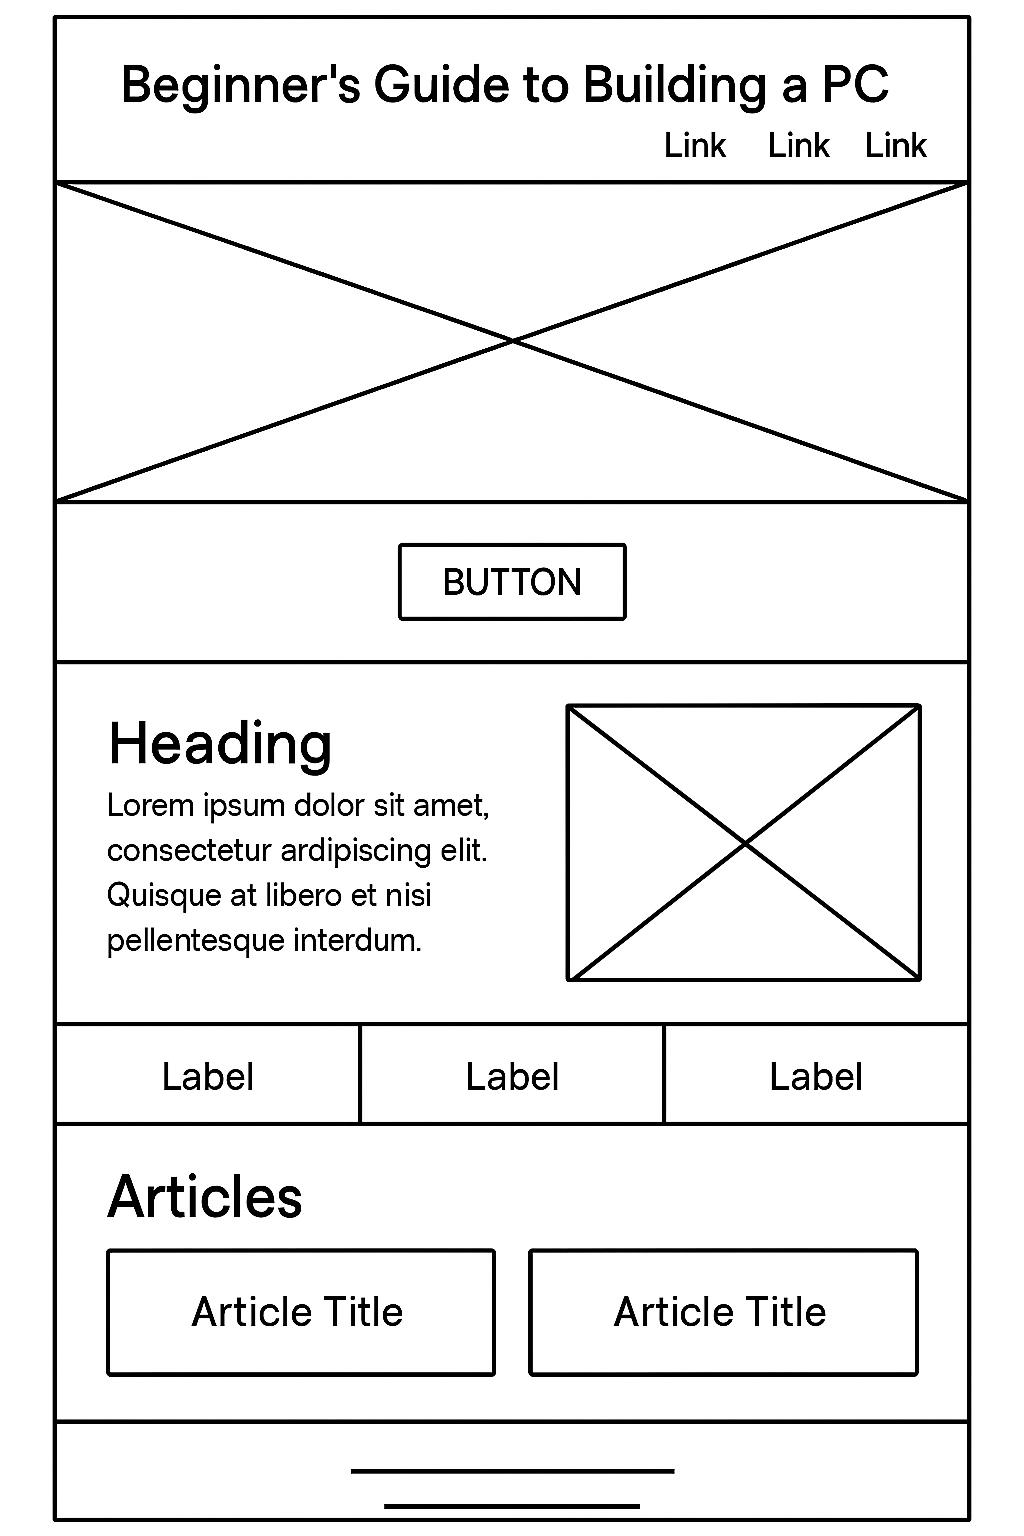 Beginner's Guide to Building a PC
Link Link Link
BUTTON
Heading
Lorem ipsum dolor sit amet,
consectetur ardipiscing elit.
Quisque at libero et nisi
pellentesque interdum.
Label Label Label
Articles
Article Title Article Title